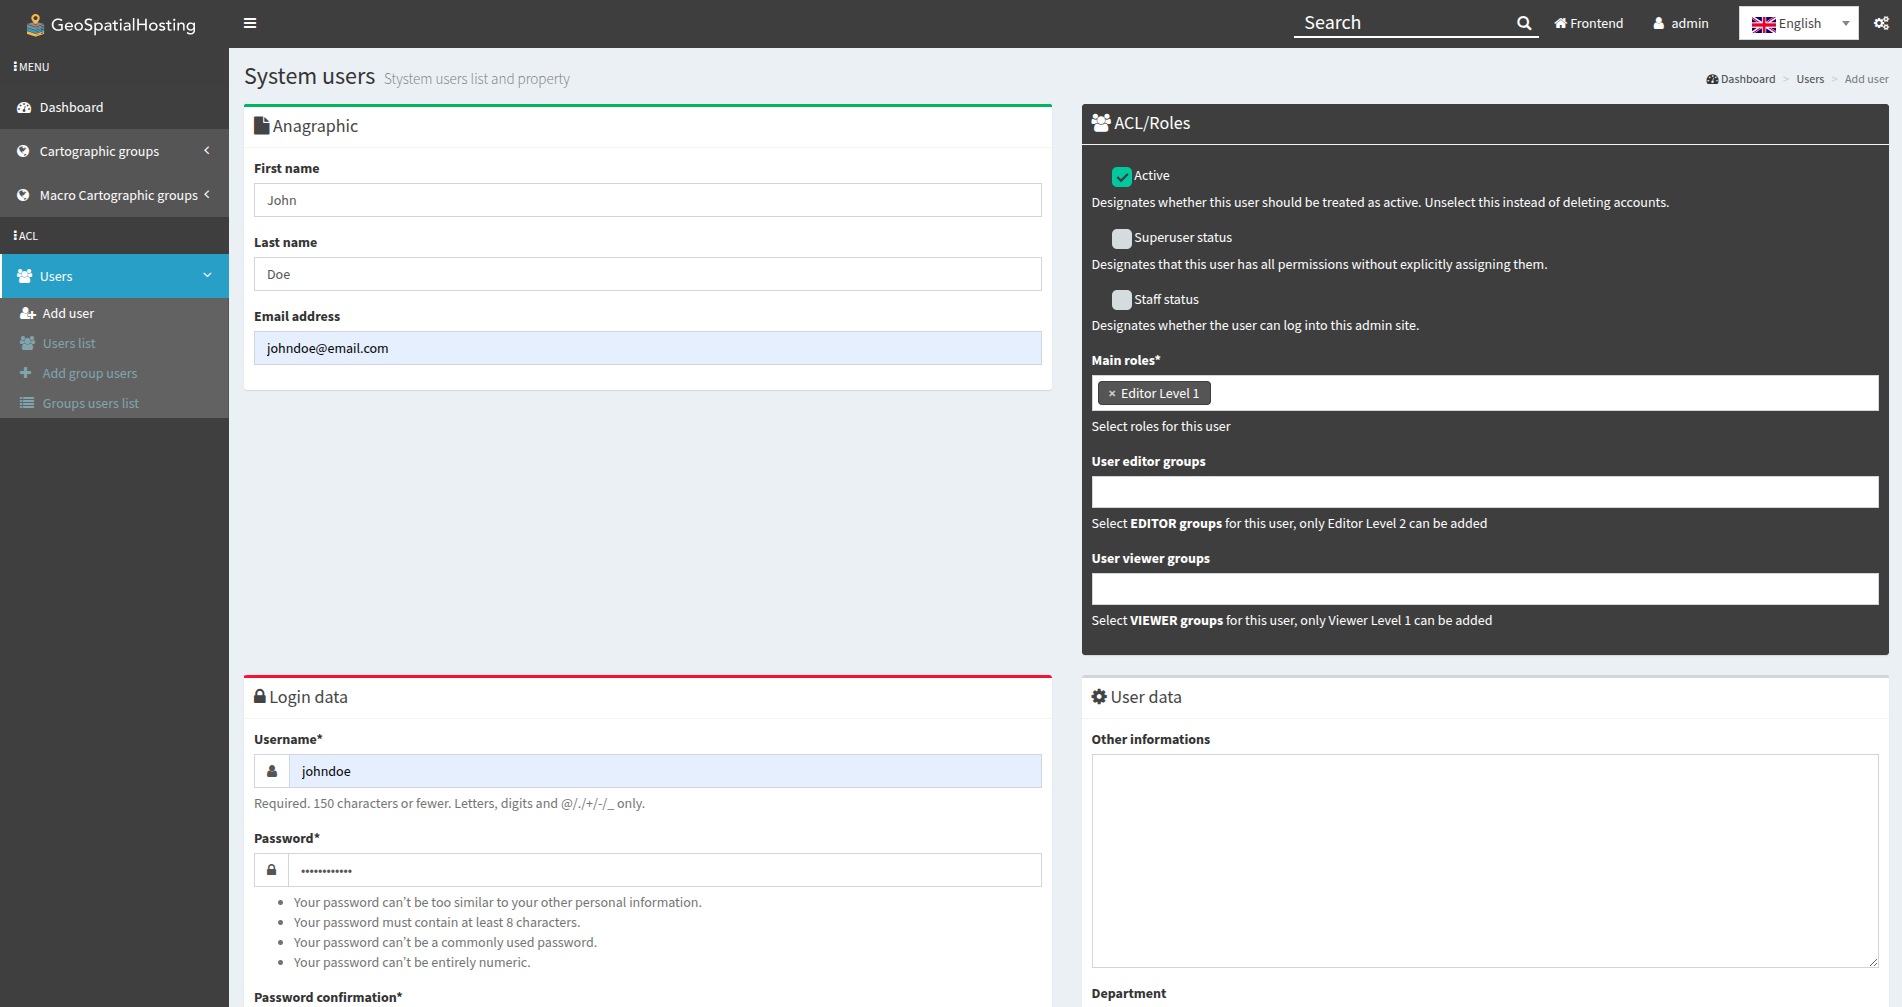 GeoSpatialHosting
Search
Frontend
admin
English
MENU
Dashboard
Cartographic groups
Macro Cartographic groups
ACL
Users
Add user
Users list
Add group users
Groups users list
System users Stystem users list and property
Dashboard > Users > Add user
Anagraphic
First name
John
Last name
Doe
Email address
johndoe@email.com
ACL/Roles
Active
Designates whether this user should be treated as active. Unselect this instead of deleting accounts.
Superuser status
Designates that this user has all permissions without explicitly assigning them.
Staff status
Designates whether the user can log into this admin site.
Main roles*
× Editor Level 1
Select roles for this user
User editor groups
Select EDITOR groups for this user, only Editor Level 2 can be added
User viewer groups
Select VIEWER groups for this user, only Viewer Level 1 can be added
Login data
Username*
johndoe
Required. 150 characters or fewer. Letters, digits and @/./+/-/_ only.
Password*
••••••••••••
Your password can't be too similar to your other personal information.
Your password must contain at least 8 characters.
Your password can't be a commonly used password.
Your password can't be entirely numeric.
Password confirmation*
User data
Other informations
Department